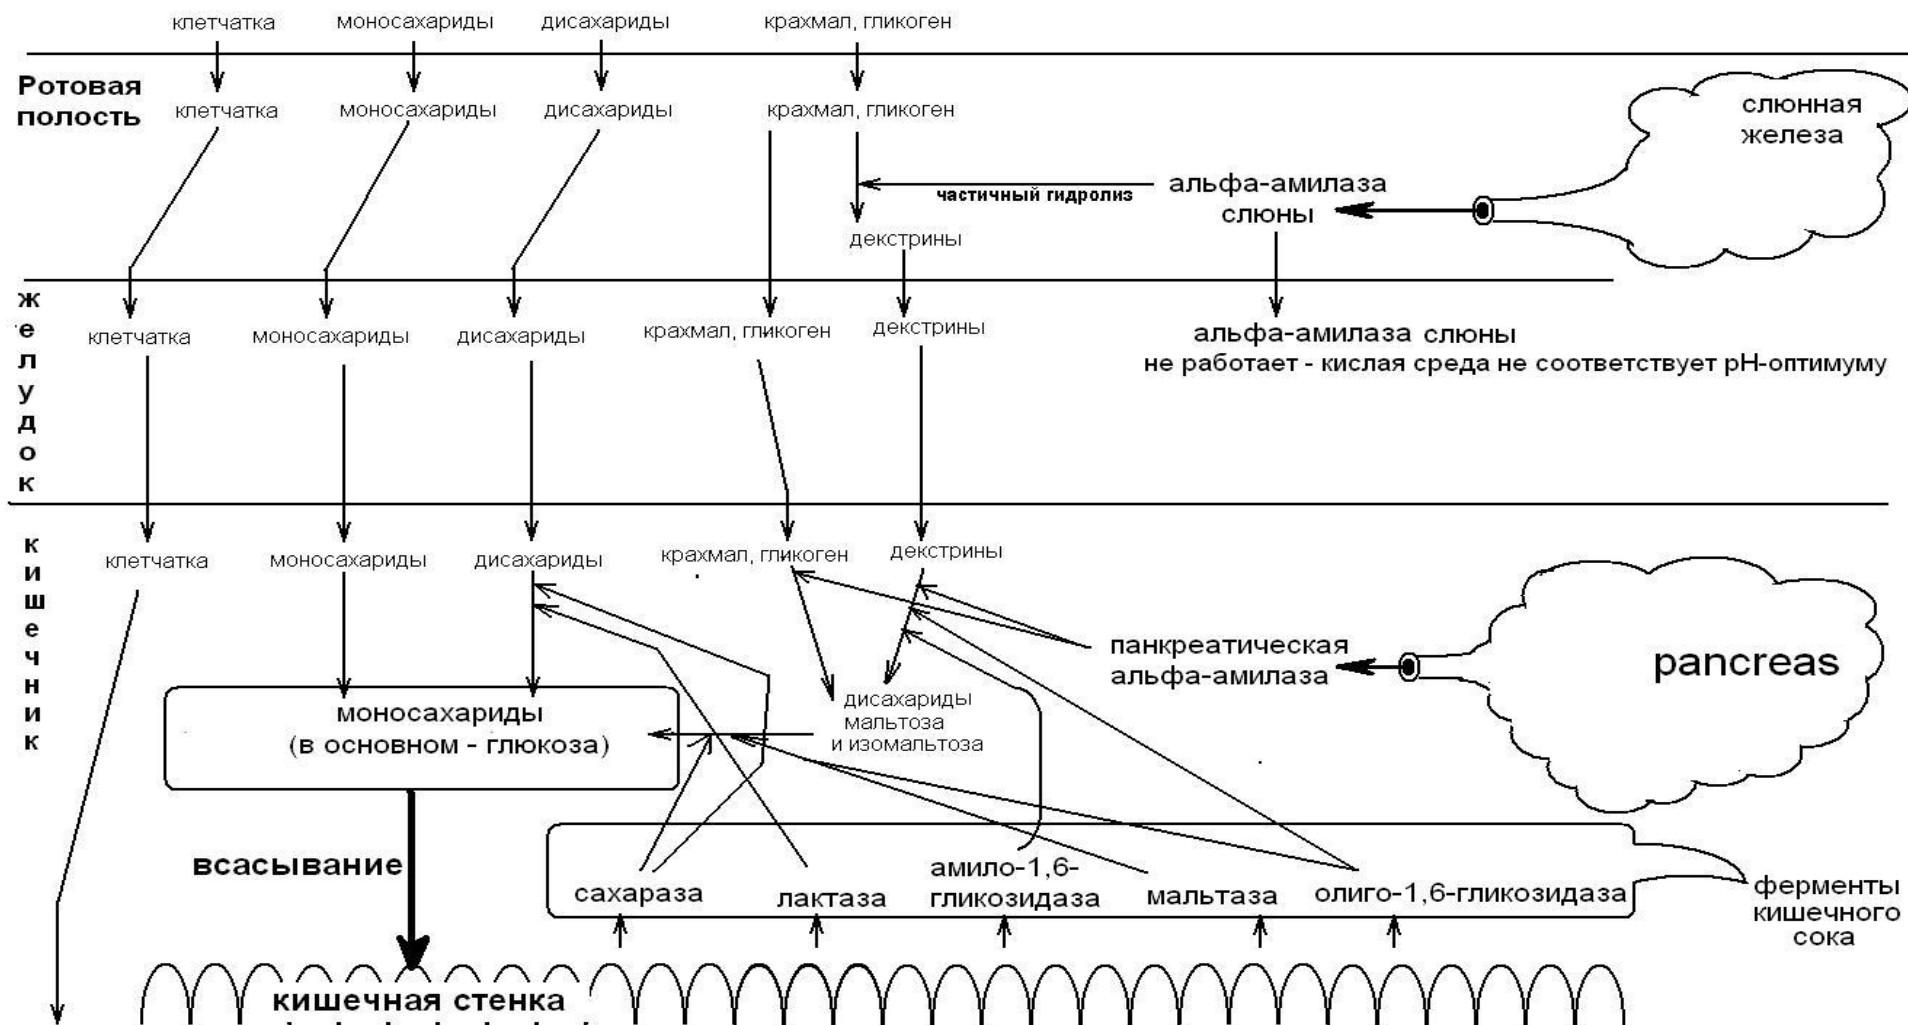 клетчатка
моносахариды
дисахариды
крахмал, гликоген
Ротовая
полость
клетчатка
моносахариды
дисахариды
крахмал, гликоген
слюнная
железа
частичный гидролиз
альфа-амилаза
слюны
декстрины
желудок
клетчатка
моносахариды
дисахариды
крахмал, гликоген
декстрины
альфа-амилаза слюны
не работает - кислая среда не соответствует pH-оптимуму
кишечник
клетчатка
моносахариды
дисахариды
крахмал, гликоген
декстрины
панкреатическая
альфа-амилаза
pancreas
моносахариды
(в основном - глюкоза)
дисахариды
мальтоза
и изомальтоза
всасывание
сахараза
лактаза
амило-1,6-
гликозидаза
мальтаза
олиго-1,6-гликозидаза
ферменты
кишечного
сока
кишечная стенка